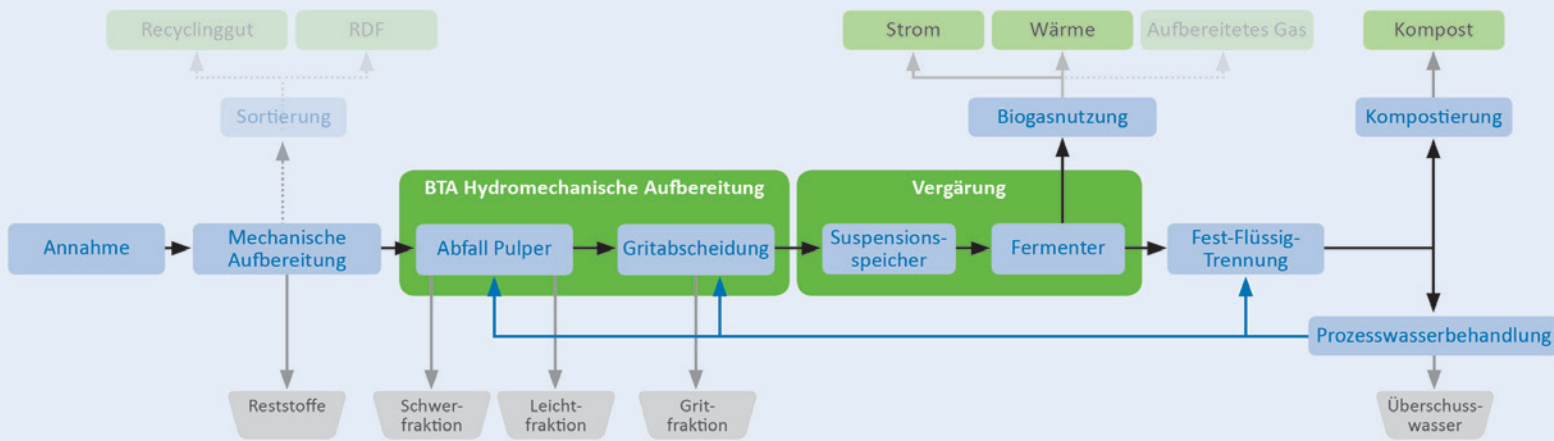 Recyclinggut
RDF
Strom
Wärme
Aufbereitetes Gas
Kompost
Sortierung
Biogasnutzung
Kompostierung
BTA Hydromechanische Aufbereitung
Vergärung
Annahme
Mechanische
Aufbereitung
Abfall Pulper
Gritabscheidung
Suspensions-
speicher
Fermenter
Fest-Flüssig-
Trennung
Prozesswasserbehandlung
Reststoffe
Schwer-
fraktion
Leicht-
fraktion
Grit-
fraktion
Überschuss-
wasser